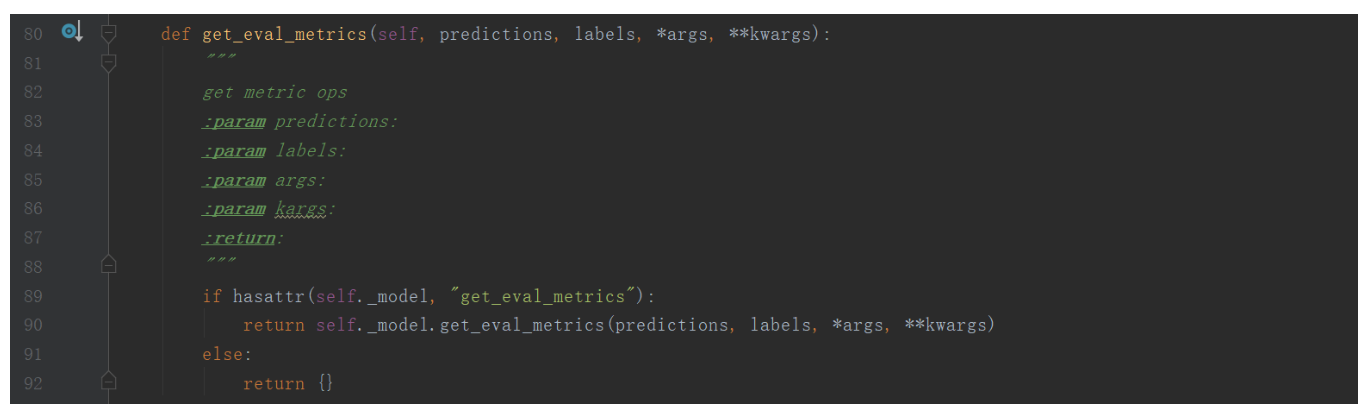 80 def get_eval_metrics(self, predictions, labels, *args, **kwargs):
81 """
82 get metric ops
83 :param predictions:
84 :param labels:
85 :param args:
86 :param kargs:
87 :return:
88 """
89 if hasattr(self._model, "get_eval_metrics"):
90 return self._model.get_eval_metrics(predictions, labels, *args, **kwargs)
91 else:
92 return {}